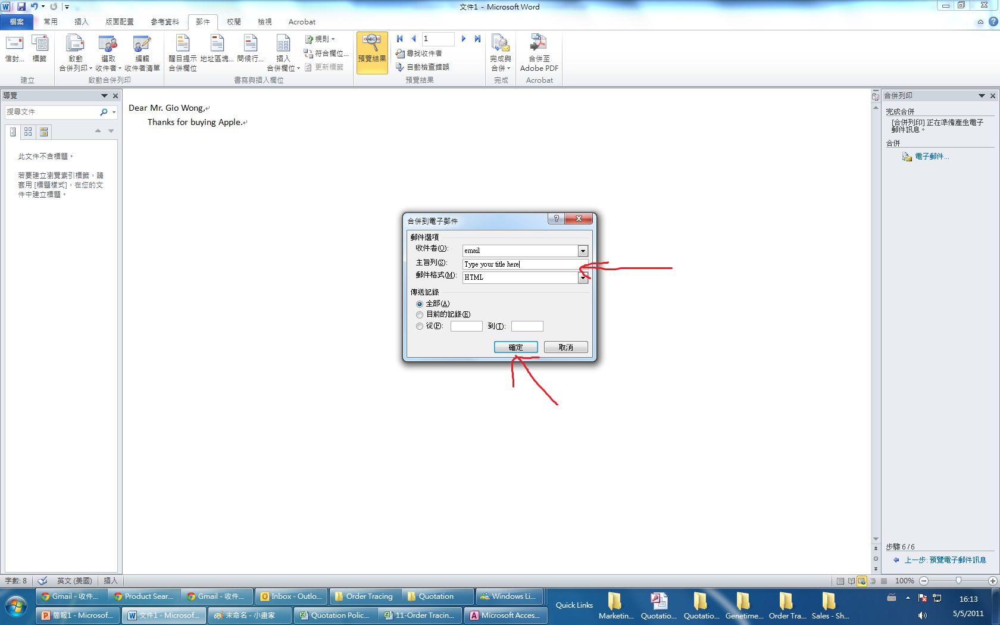 文件1 - Microsoft Word
檔案 常用 插入 版面配置 參考資料 郵件 校閱 檢視 Acrobat
信封... 標籤
建立
啟動
合併列印
選取
收件者
編輯
收件者清單
啟動合併列印
醒目提示
合併欄位
地址區塊...
問候行...
插入
合併欄位
規則
符合欄位...
更新標籤
書寫與插入欄位
ABC
預覽結果
1
尋找收件者
自動檢查錯誤
預覽結果
完成與
合併
完成
合併至
Adobe PDF
Acrobat
導覽
搜尋文件
此文件不含標題。
若要建立瀏覽索引標籤，請
套用 [標題樣式]，在您的文
件中建立標題。
Dear Mr. Gio Wong,
Thanks for buying Apple.
合併到電子郵件
郵件選項
收件者(O): email
主旨列(S): Type your title here
郵件格式(M): HTML
傳送記錄
全部(A)
目前的記錄(E)
從(F): 到(T):
確定 取消
合併列印
完成合併
[合併列印] 正在準備產生電子
郵件訊息。
合併
電子郵件...
步驟 6 / 6
上一步: 預覽電子郵件訊息
字數: 8 英文 (美國) 插入 100%
Gmail - 收件... Product Sear... Gmail - 收件... Inbox - Outlo... Order Tracing Quotation Windows Li...
簡報1 - Microsof... 文件1 - Microsof... 未命名 - 小畫家 Quotation Polic... 11-Order Tracin... Microsoft Acces...
Quick Links
Marketin... Quotatio... Quotatio... Genetime... Order Tra... Sales - Sh...
16:13
5/5/2011